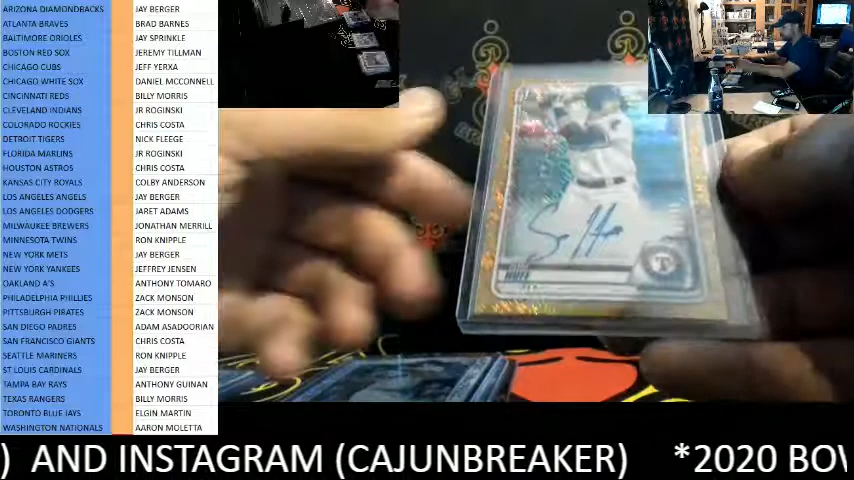 ARIZONA DIAMONDBACKS JAY BERGER
ATLANTA BRAVES BRAD BARNES
BALTIMORE ORIOLES JAY SPRINKLE
BOSTON RED SOX JEREMY TILLMAN
CHICAGO CUBS JEFF YERXA
CHICAGO WHITE SOX DANIEL MCCONNELL
CINCINNATI REDS BILLY MORRIS
CLEVELAND INDIANS JR ROGINSKI
COLORADO ROCKIES CHRIS COSTA
DETROIT TIGERS NICK FLEEGE
FLORIDA MARLINS JR ROGINSKI
HOUSTON ASTROS CHRIS COSTA
KANSAS CITY ROYALS COLBY ANDERSON
LOS ANGELES ANGELS JAY BERGER
LOS ANGELES DODGERS JARET ADAMS
MILWAUKEE BREWERS JONATHAN MERRILL
MINNESOTA TWINS RON KNIPPLE
NEW YORK METS JAY BERGER
NEW YORK YANKEES JEFFREY JENSEN
OAKLAND A'S ANTHONY TOMARO
PHILADELPHIA PHILLIES ZACK MONSON
PITTSBURGH PIRATES ZACK MONSON
SAN DIEGO PADRES ADAM ASADOORIAN
SAN FRANCISCO GIANTS CHRIS COSTA
SEATTLE MARINERS RON KNIPPLE
ST LOUIS CARDINALS JAY BERGER
TAMPA BAY RAYS ANTHONY GUINAN
TEXAS RANGERS BILLY MORRIS
TORONTO BLUE JAYS ELGIN MARTIN
WASHINGTON NATIONALS AARON MOLETTA
HUFF
T
) AND INSTAGRAM (CAJUNBREAKER) *2020 BOW